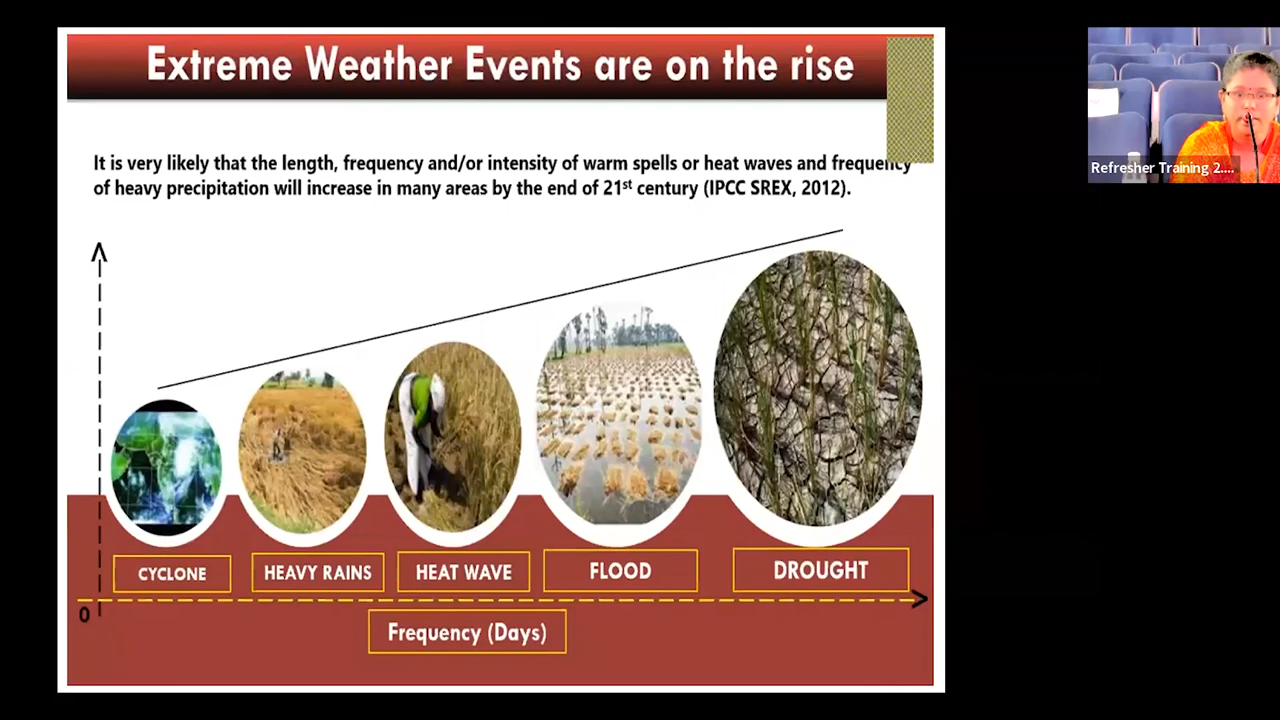 Extreme Weather Events are on the rise
It is very likely that the length, frequency and/or intensity of warm spells or heat waves and frequency
of heavy precipitation will increase in many areas by the end of 21st century (IPCC SREX, 2012).
CYCLONE
HEAVY RAINS
HEAT WAVE
FLOOD
DROUGHT
0
Frequency (Days)
Refresher Training 2....